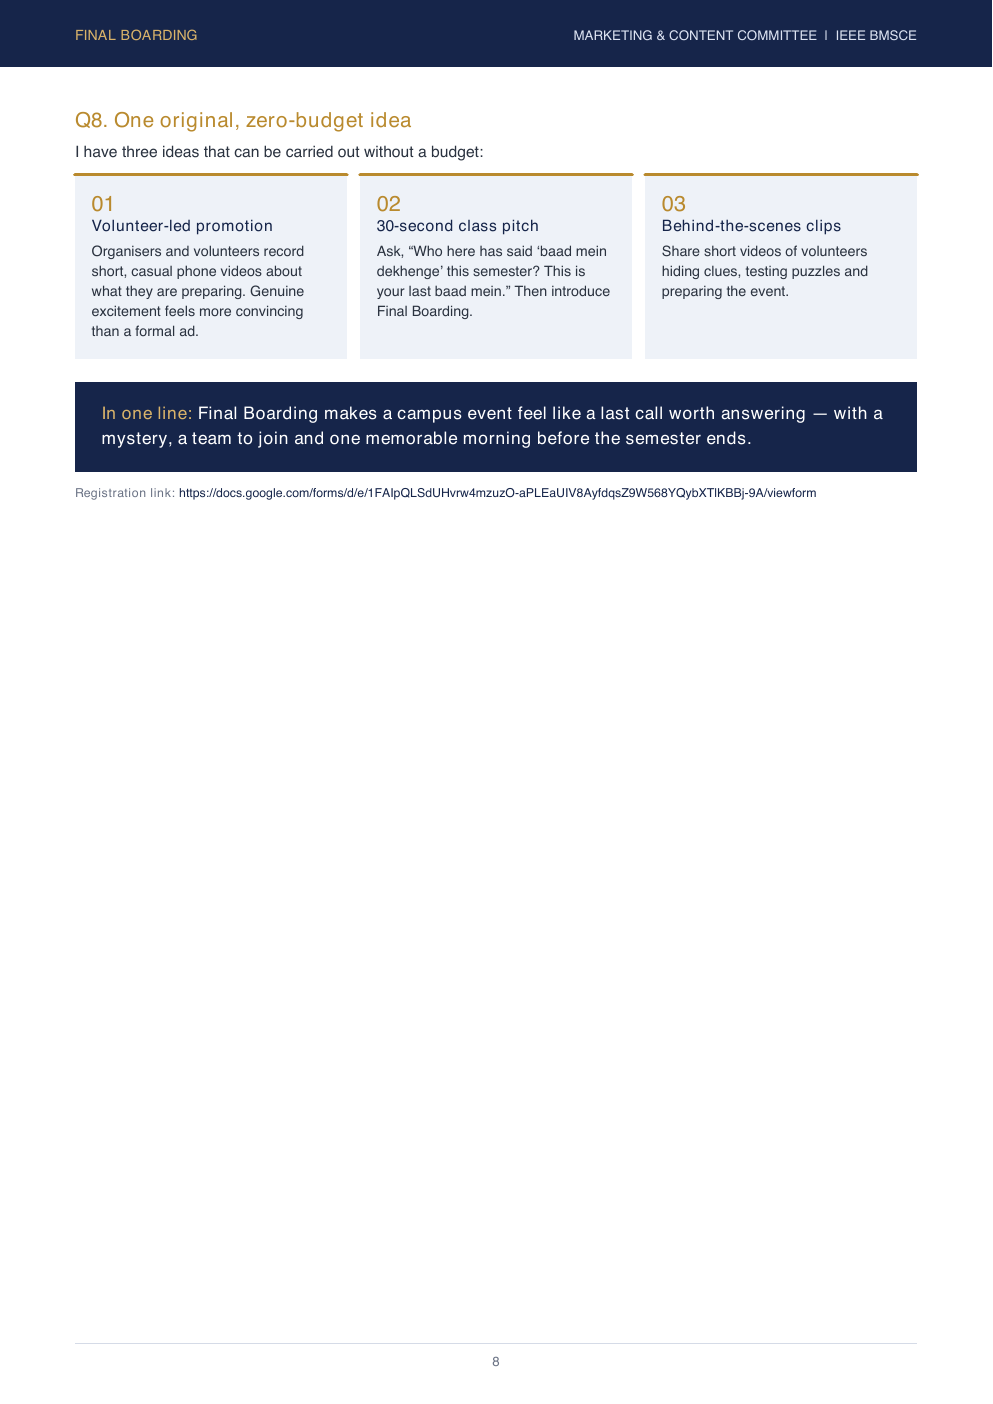 FINAL BOARDING
MARKETING & CONTENT COMMITTEE | IEEE BMSCE
Q8. One original, zero-budget idea
I have three ideas that can be carried out without a budget:
01
Volunteer-led promotion
Organisers and volunteers record
short, casual phone videos about
what they are preparing. Genuine
excitement feels more convincing
than a formal ad.
02
30-second class pitch
Ask, “Who here has said ‘baad mein
dekhenge’ this semester? This is
your last baad mein.” Then introduce
Final Boarding.
03
Behind-the-scenes clips
Share short videos of volunteers
hiding clues, testing puzzles and
preparing the event.
In one line: Final Boarding makes a campus event feel like a last call worth answering — with a
mystery, a team to join and one memorable morning before the semester ends.
Registration link: https://docs.google.com/forms/d/e/1FAIpQLSdUHvrw4mzuzO-aPLEaUIV8AyfdqsZ9W568YQybXTlKBBj-9A/viewform
8